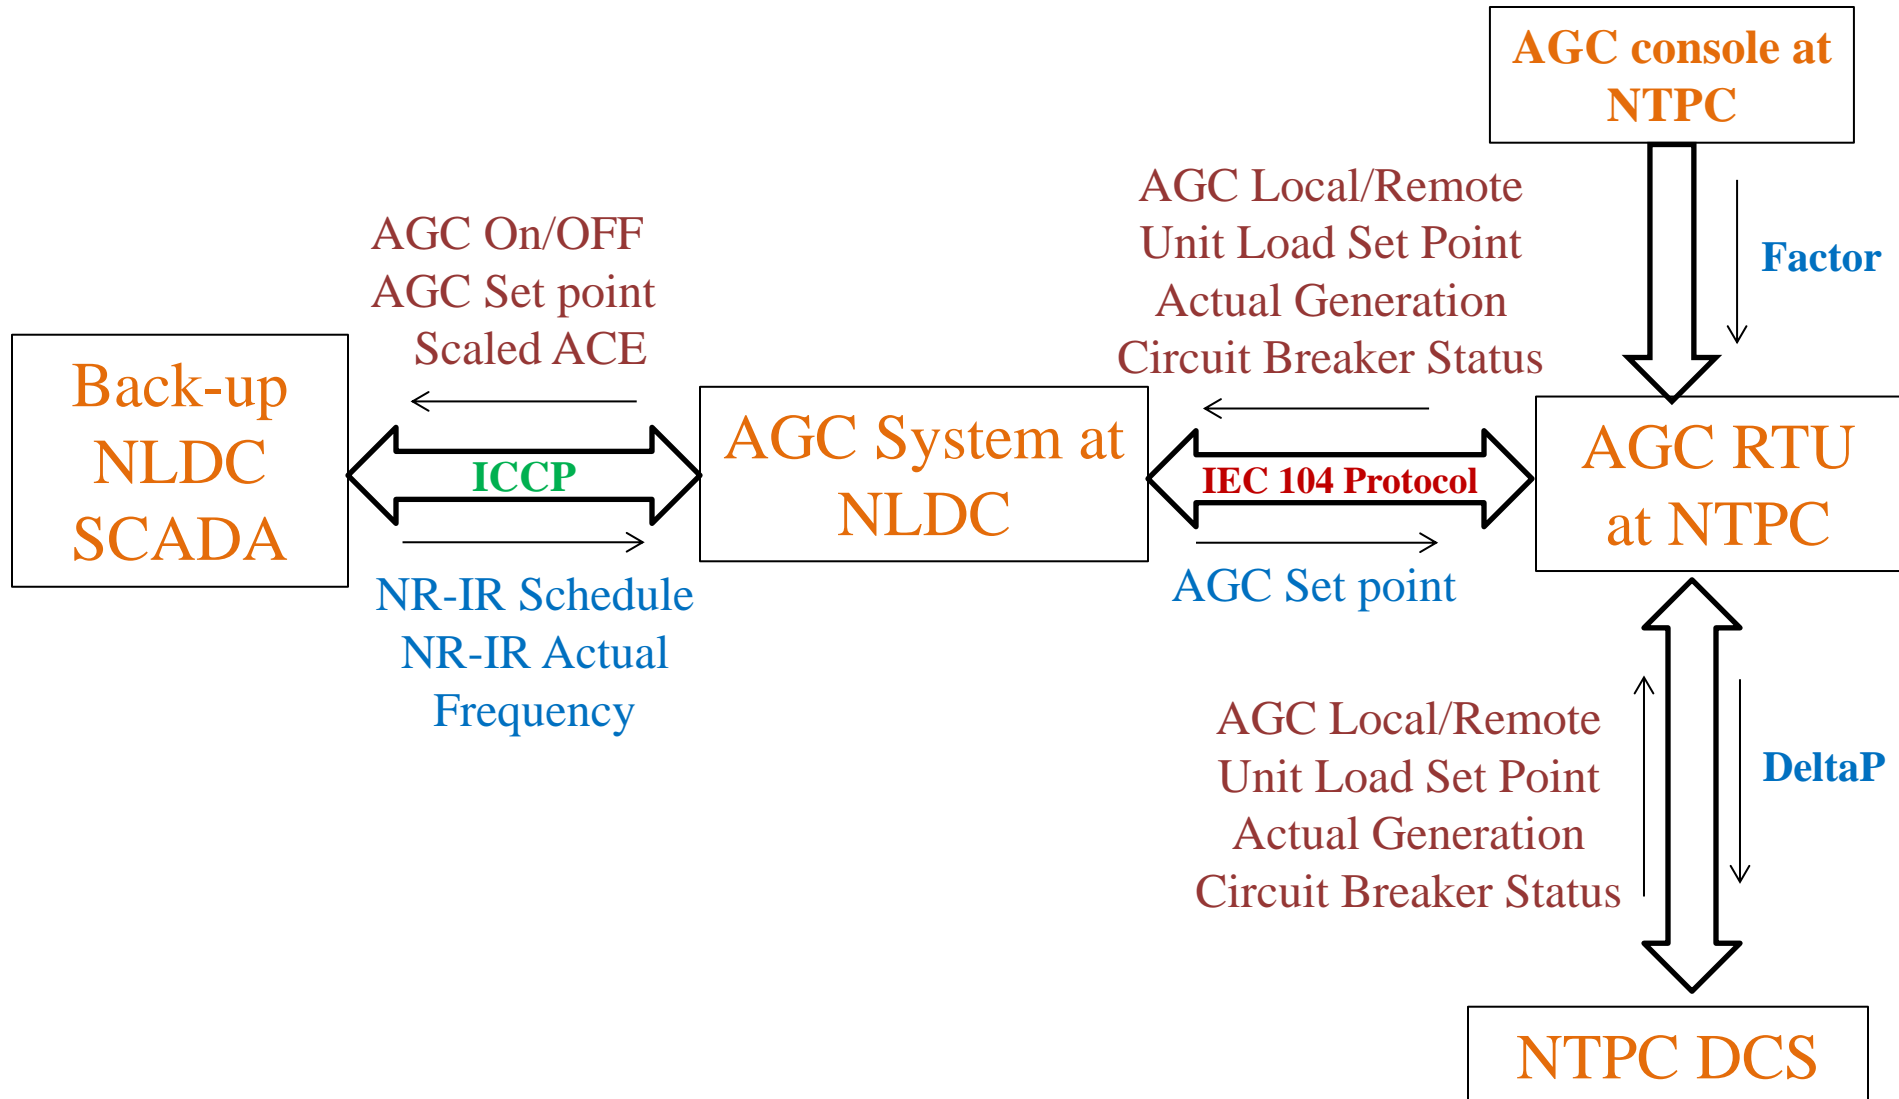 AGC console at
NTPC
AGC Local/Remote
Unit Load Set Point
Actual Generation
Circuit Breaker Status
Factor
AGC On/OFF
AGC Set point
Scaled ACE
Back-up
NLDC
SCADA
ICCP
AGC System at
NLDC
IEC 104 Protocol
AGC RTU
at NTPC
NR-IR Schedule
NR-IR Actual
Frequency
AGC Set point
AGC Local/Remote
Unit Load Set Point
Actual Generation
Circuit Breaker Status
DeltaP
NTPC DCS